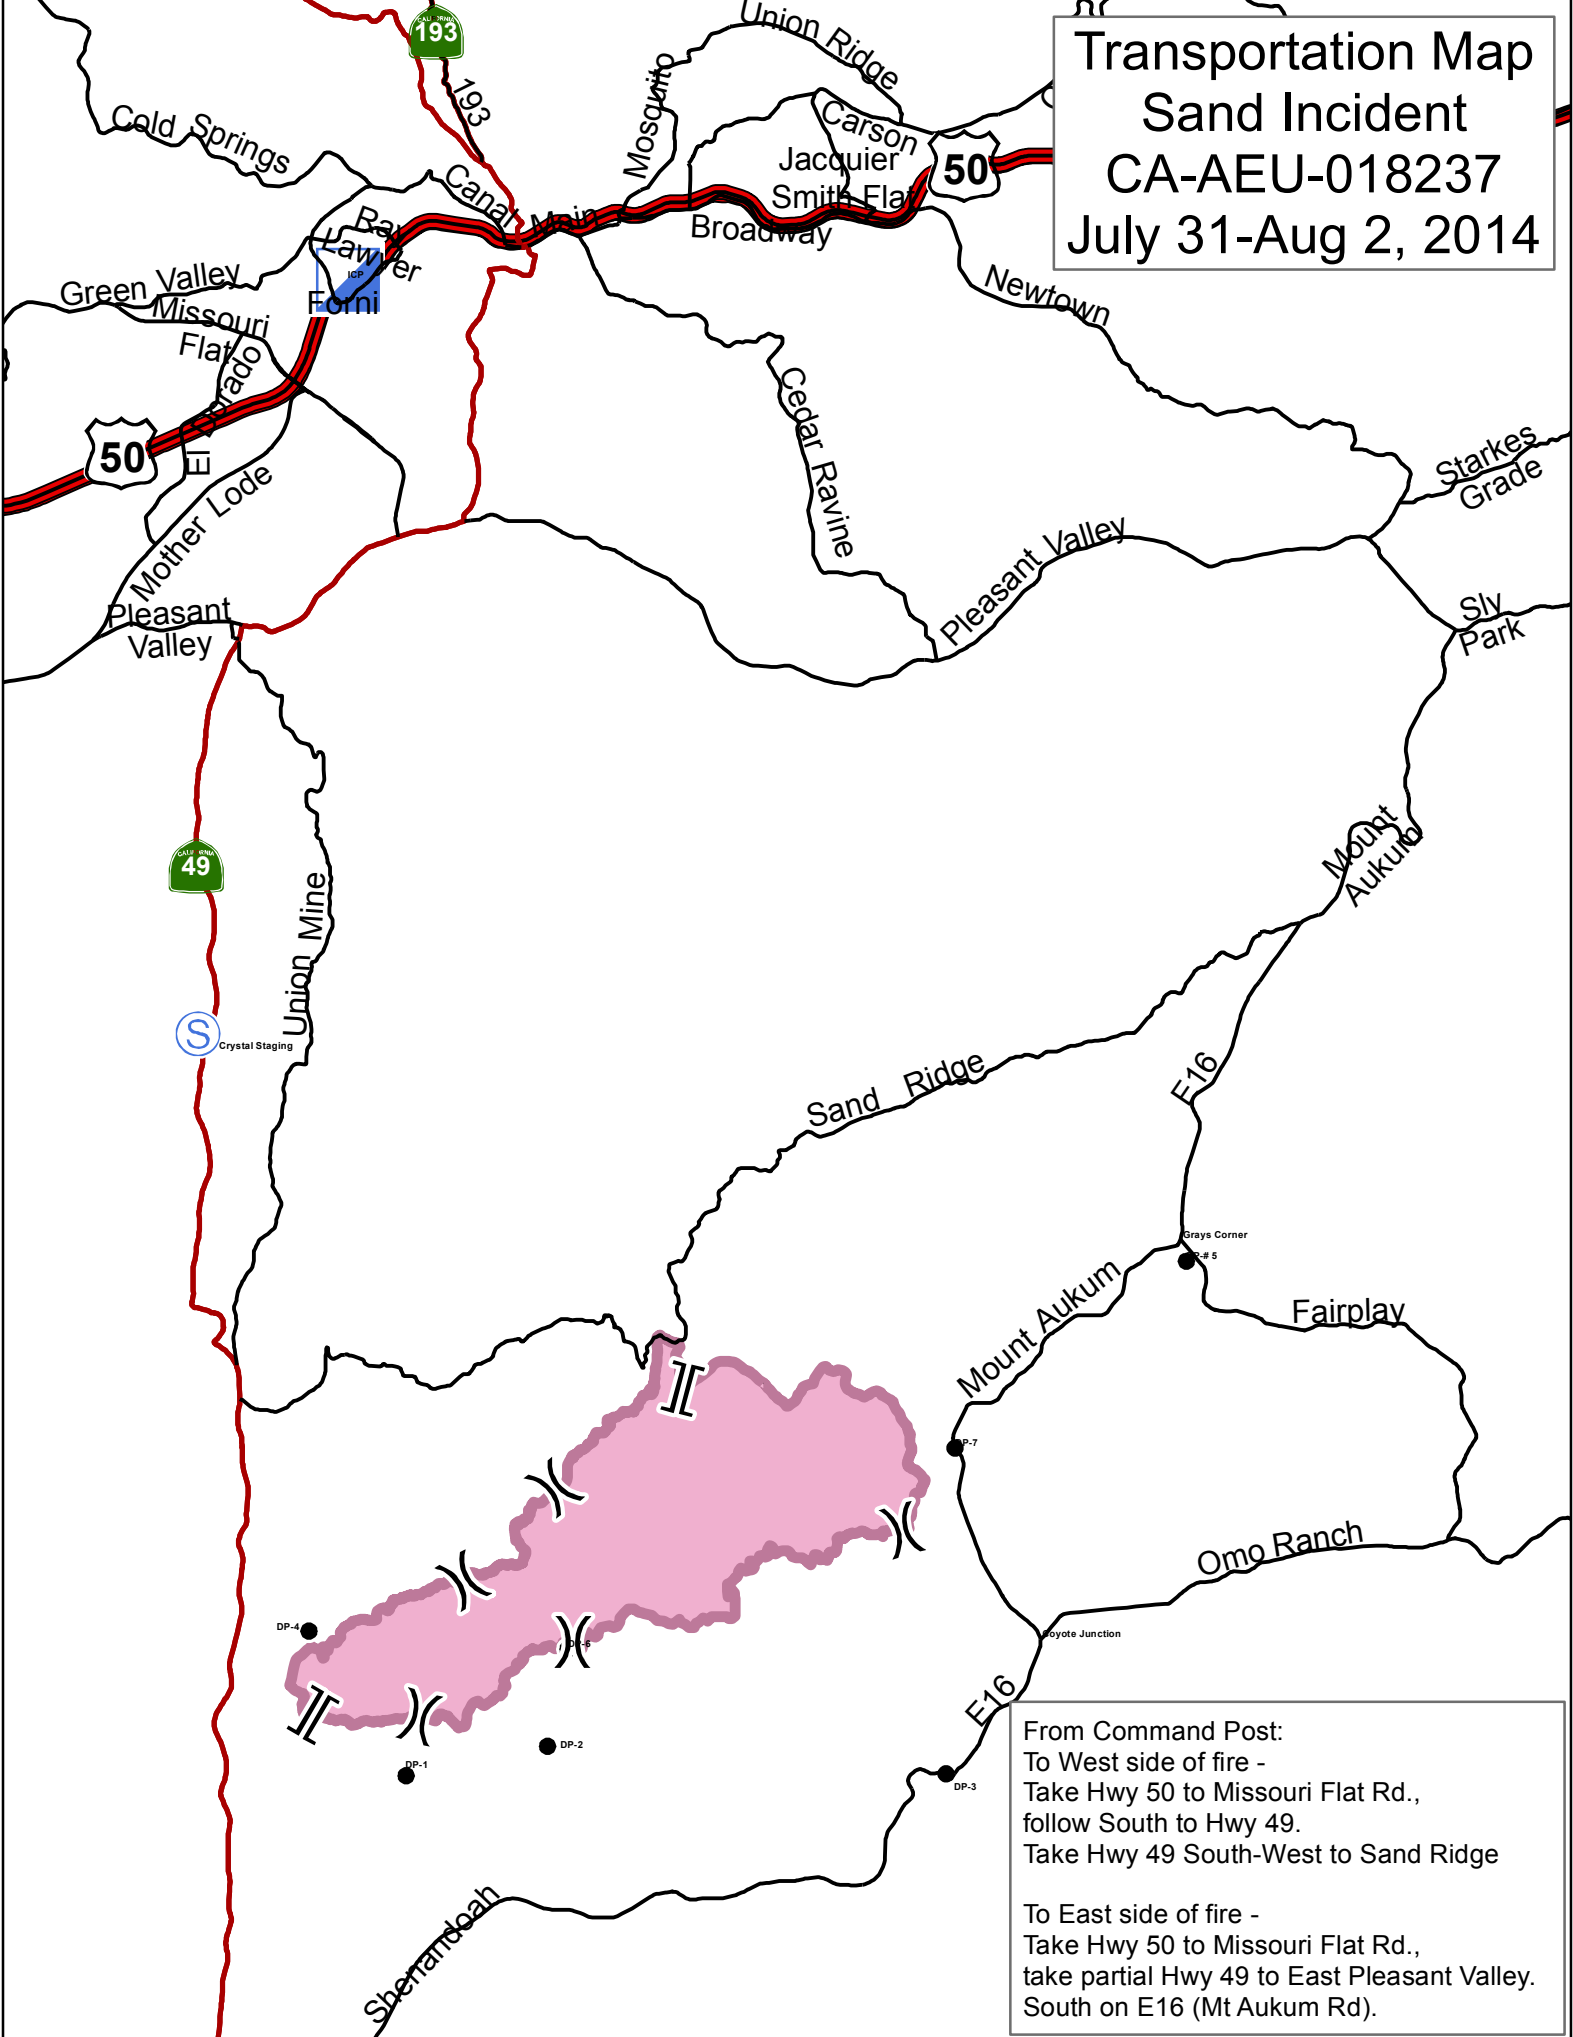 Transportation Map
Sand Incident
CA-AEU-018237
July 31-Aug 2, 2014
CALIFORNIA
193
193
Union Ridge
Mosquito
Cold Springs
Carson
Jacquier
Smith Flat
50
Canal
Main
Broadway
Ray
Lawyer
ICP
Forni
Green Valley
Missouri
Flat
El Dorado
Newtown
50
Cedar Ravine
Mother Lode
Starkes
Grade
Pleasant Valley
Pleasant
Valley
Sly
Park
CALIFORNIA
49
Mount
Aukum
Union Mine
S
Crystal Staging
Sand Ridge
E16
Grays Corner
DP-# 5
Mount Aukum
Fairplay
DP-7
Omo Ranch
DP-4
DP-6
Coyote Junction
E16
DP-2
DP-1
DP-3
Shenandoah
From Command Post:
To West side of fire -
Take Hwy 50 to Missouri Flat Rd.,
follow South to Hwy 49.
Take Hwy 49 South-West to Sand Ridge
To East side of fire -
Take Hwy 50 to Missouri Flat Rd.,
take partial Hwy 49 to East Pleasant Valley.
South on E16 (Mt Aukum Rd).